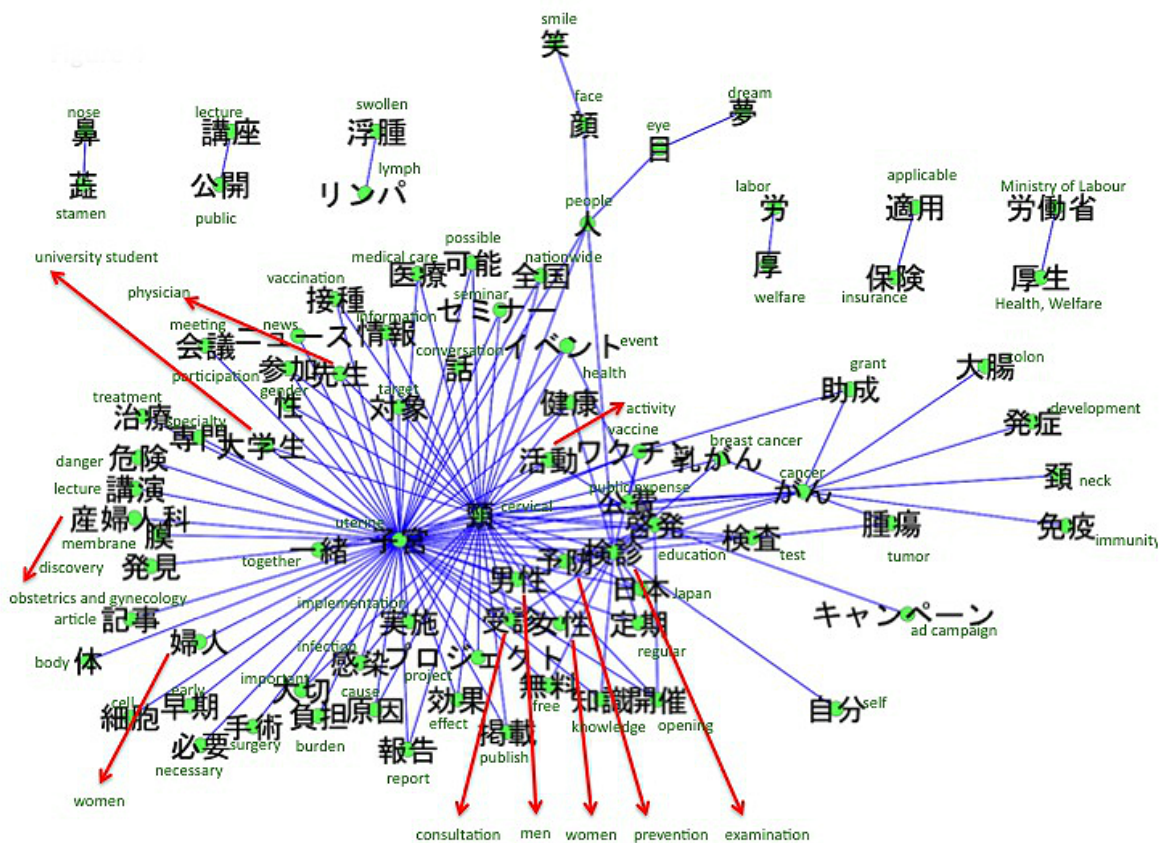 smile
笑
face
顔
dream
夢
eye
目
people
人
nose
鼻
蕋
stamen
lecture
講座
公開
public
swollen
浮腫
lymph
リンパ
labor
労
厚
welfare
applicable
適用
保険
insurance
Ministry of Labour
労働省
厚生
Health, Welfare
university student
physician
vaccination
接種
medical care
医療
possible
可能
nationwide
全国
seminar
セミナー
meeting
会議
news
ニュース
information
情報
conversation
話
イベント
event
participation
参加
先生
gender
性
target
対象
health
健康
activity
活動
vaccine
ワクチン
breast cancer
乳がん
grant
助成
大腸
colon
発症
development
頚
neck
免疫
immunity
cancer
がん
腫瘍
tumor
treatment
治療
specialty
専門
大学生
danger
危険
lecture
講演
産婦人科
membrane
膜
discovery
発見
obstetrics and gynecology
article
記事
body
体
婦人
uterine
子宮
cervical
頸
together
一緒
public expense
公費
啓発
education
検査
test
予防
検診
男性
日本
Japan
キャンペーン
ad campaign
implementation
実施
受診
女性
定期
regular
infection
感染
プロジェクト
project
important
大切
cause
原因
効果
effect
無料
free
知識
knowledge
開催
opening
自分
self
cell
細胞
early
早期
手術
surgery
負担
burden
必要
necessary
報告
report
掲載
publish
women
consultation
men
women
prevention
examination